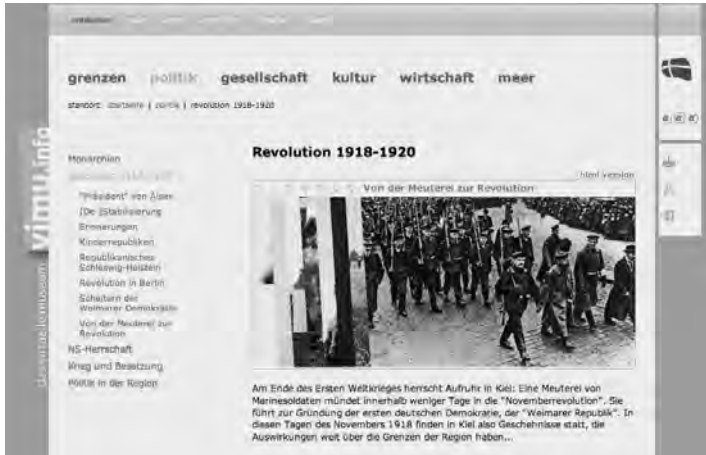 grenzen politik gesellschaft kultur wirtschaft meer
standort: startseite | politik | revolution 1918-1920
vimu.info
das virtuelle museum
Monarchien
"Präsident" von Alsen
(De-)Stabilisierung
Erinnerungen
Kinderrepubliken
Republikanisches
Schleswig-Holstein
Revolution in Berlin
Scheitern der
Weimarer Demokratie
Von der Meuterei zur
Revolution
NS-Herrschaft
Krieg und Besetzung
Politik in der Region
Revolution 1918-1920
html version
Von der Meuterei zur Revolution
Am Ende des Ersten Weltkrieges herrscht Aufruhr in Kiel: Eine Meuterei von
Marinesoldaten mündet innerhalb weniger Tage in die "Novemberrevolution". Sie
führt zur Gründung der ersten deutschen Demokratie, der "Weimarer Republik". In
diesen Tagen des Novembers 1918 finden in Kiel also Geschehnisse statt, die
Auswirkungen weit über die Grenzen der Region haben...